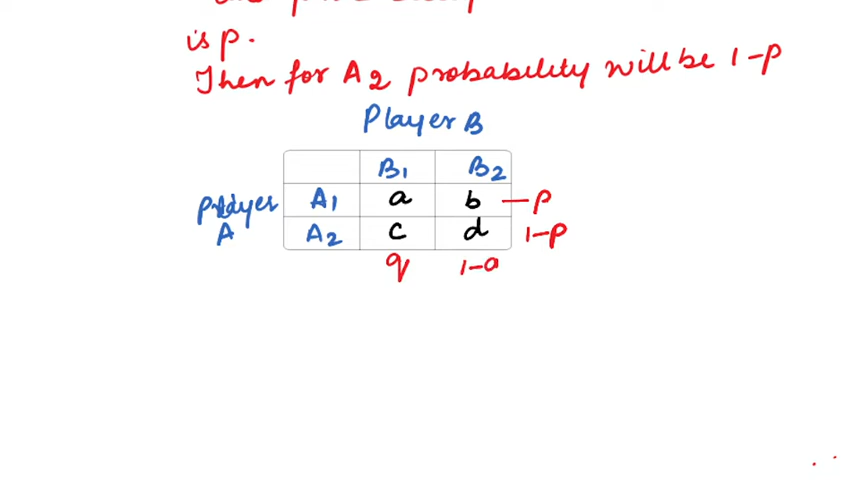 is p.
Then for A2 probability will be 1-p
Player B
B1 B2
Player A1 a b — p
A A2 c d 1-p
q 1-a